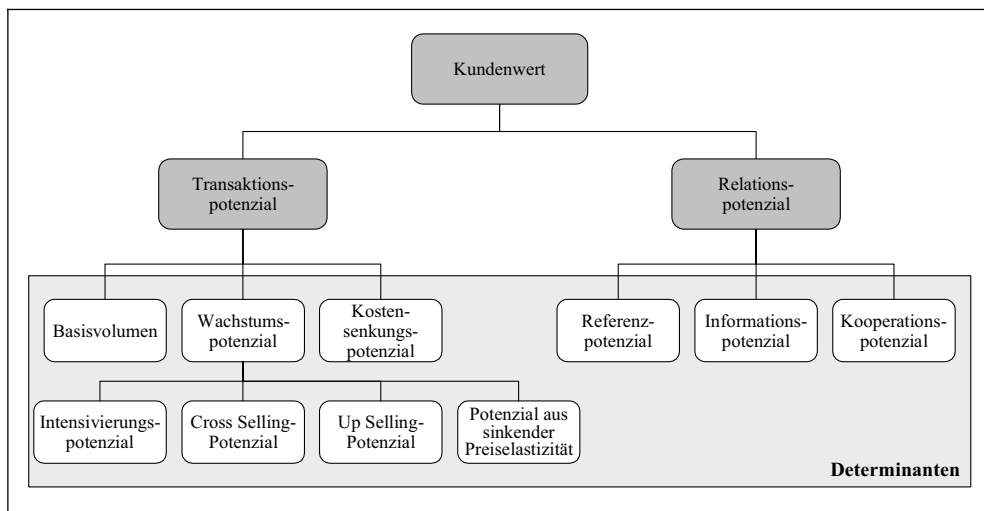 Kundenwert
Transaktions-
potenzial
Relations-
potenzial
Basisvolumen
Wachstums-
potenzial
Kosten-
senkungs-
potenzial
Referenz-
potenzial
Informations-
potenzial
Kooperations-
potenzial
Intensivierungs-
potenzial
Cross Selling-
Potenzial
Up Selling-
Potenzial
Potenzial aus
sinkender
Preiselastizität
Determinanten